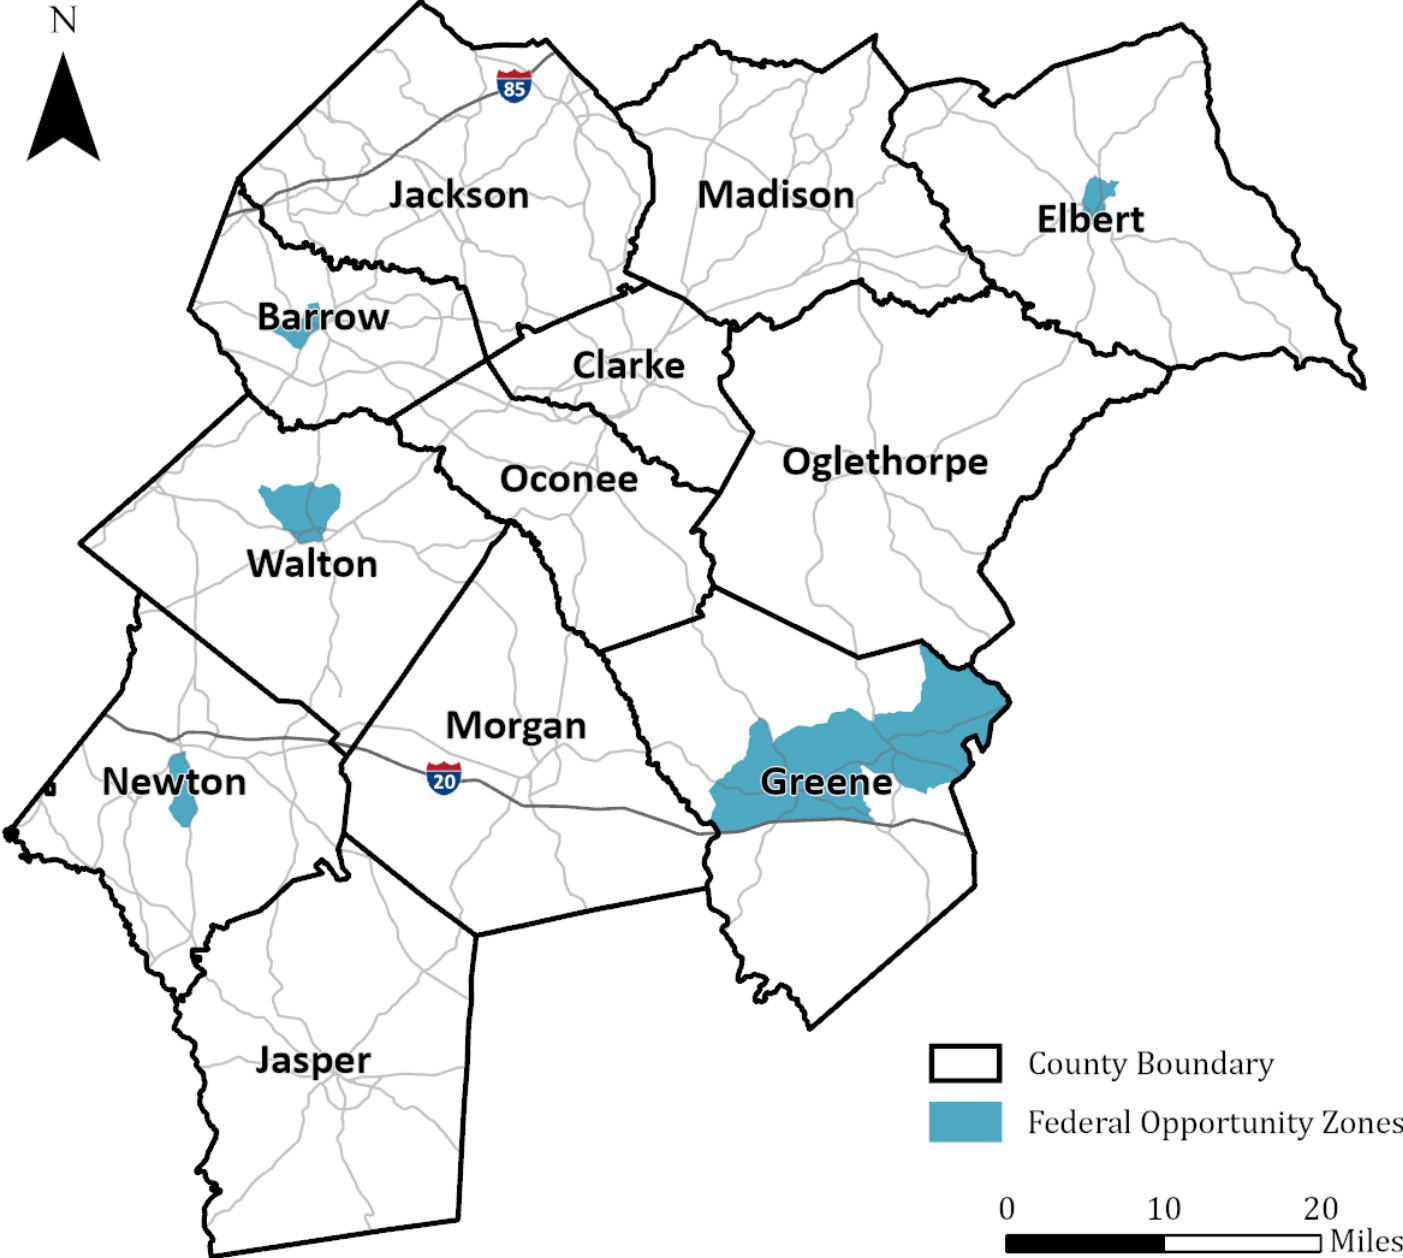 N
85
Jackson
Madison
Elbert
Barrow
Clarke
Oglethorpe
Oconee
Walton
Morgan
20
Newton
Greene
Jasper
County Boundary
Federal Opportunity Zones
0 10 20
Miles